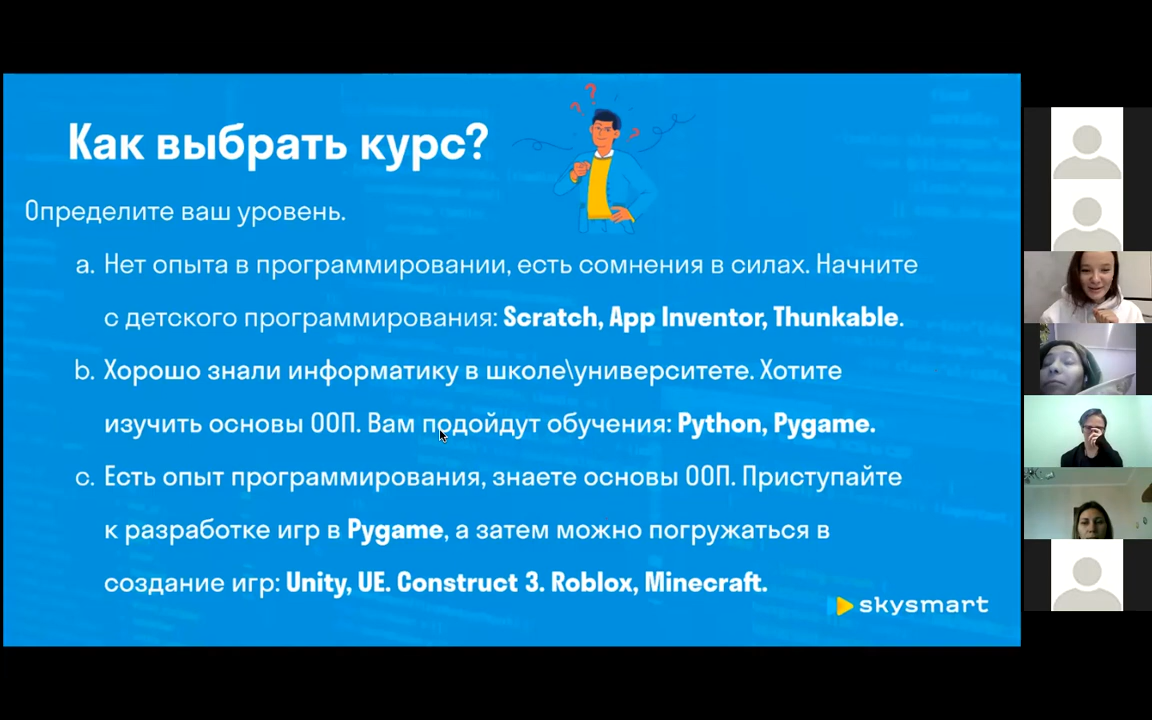 Как выбрать курс?
Определите ваш уровень.
a. Нет опыта в программировании, есть сомнения в силах. Начните
с детского программирования: Scratch, App Inventor, Thunkable.
b. Хорошо знали информатику в школе\университете. Хотите
изучить основы ООП. Вам подойдут обучения: Python, Pygame.
c. Есть опыт программирования, знаете основы ООП. Приступайте
к разработке игр в Pygame, а затем можно погружаться в
создание игр: Unity, UE. Construct 3. Roblox, Minecraft.
skysmart